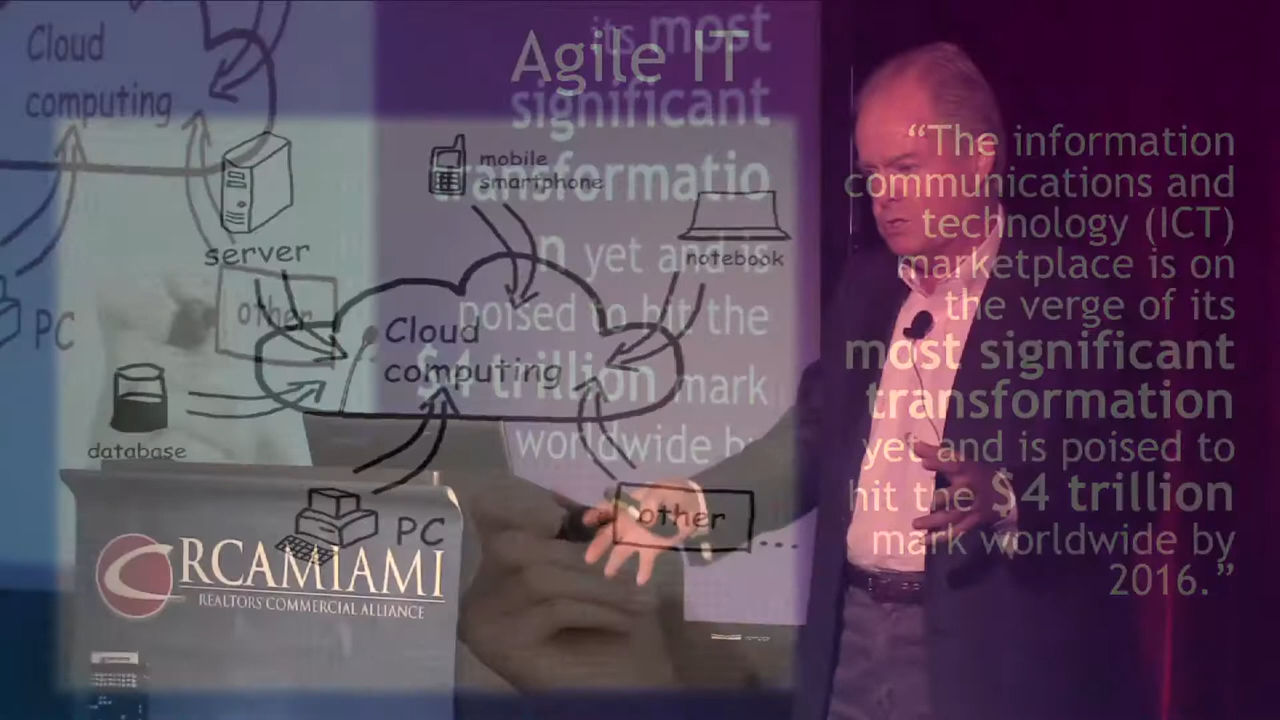 Cloud
computing
PC
other
Agile IT
its most
significant
transformatio
n yet and is
poised to hit the
$4 trillion mark
worldwide by
mobile
smartphone
notebook
server
database
Cloud
computing
PC
other
...
RCAMIAMI
REALTORS COMMERCIAL ALLIANCE
“The information
communications and
technology (ICT)
marketplace is on
the verge of its
most significant
transformation
yet and is poised to
hit the $4 trillion
mark worldwide by
2016.”